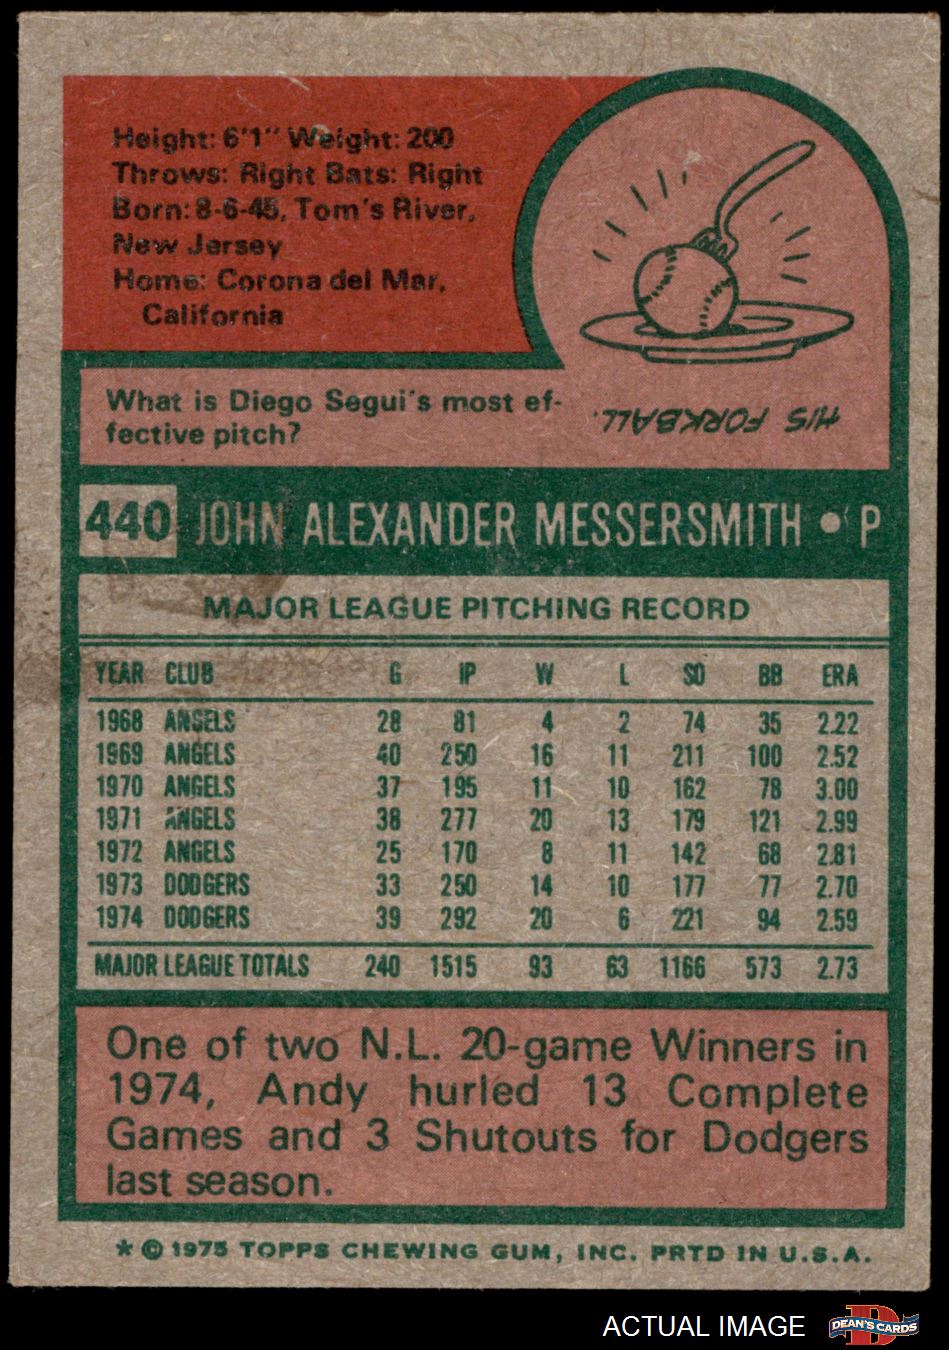 Height: 6'1" Weight: 200
Throws: Right Bats: Right
Born: 8-6-45, Tom's River,
New Jersey
Home: Corona del Mar,
California
What is Diego Segui's most ef-
fective pitch?
HIS FORKBALL.
440 JOHN ALEXANDER MESSERSMITH • P
MAJOR LEAGUE PITCHING RECORD
YEAR CLUB G IP W L SO BB ERA
1968 ANGELS 28 81 4 2 74 35 2.22
1969 ANGELS 40 250 16 11 211 100 2.52
1970 ANGELS 37 195 11 10 162 78 3.00
1971 ANGELS 38 277 20 13 179 121 2.99
1972 ANGELS 25 170 8 11 142 68 2.81
1973 DODGERS 33 250 14 10 177 77 2.70
1974 DODGERS 39 292 20 6 221 94 2.59
MAJOR LEAGUE TOTALS 240 1515 93 63 1166 573 2.73
One of two N.L. 20-game Winners in
1974, Andy hurled 13 Complete
Games and 3 Shutouts for Dodgers
last season.
* © 1975 TOPPS CHEWING GUM, INC. PRTD IN U.S.A.
ACTUAL IMAGE
D
DEAN'S CARDS